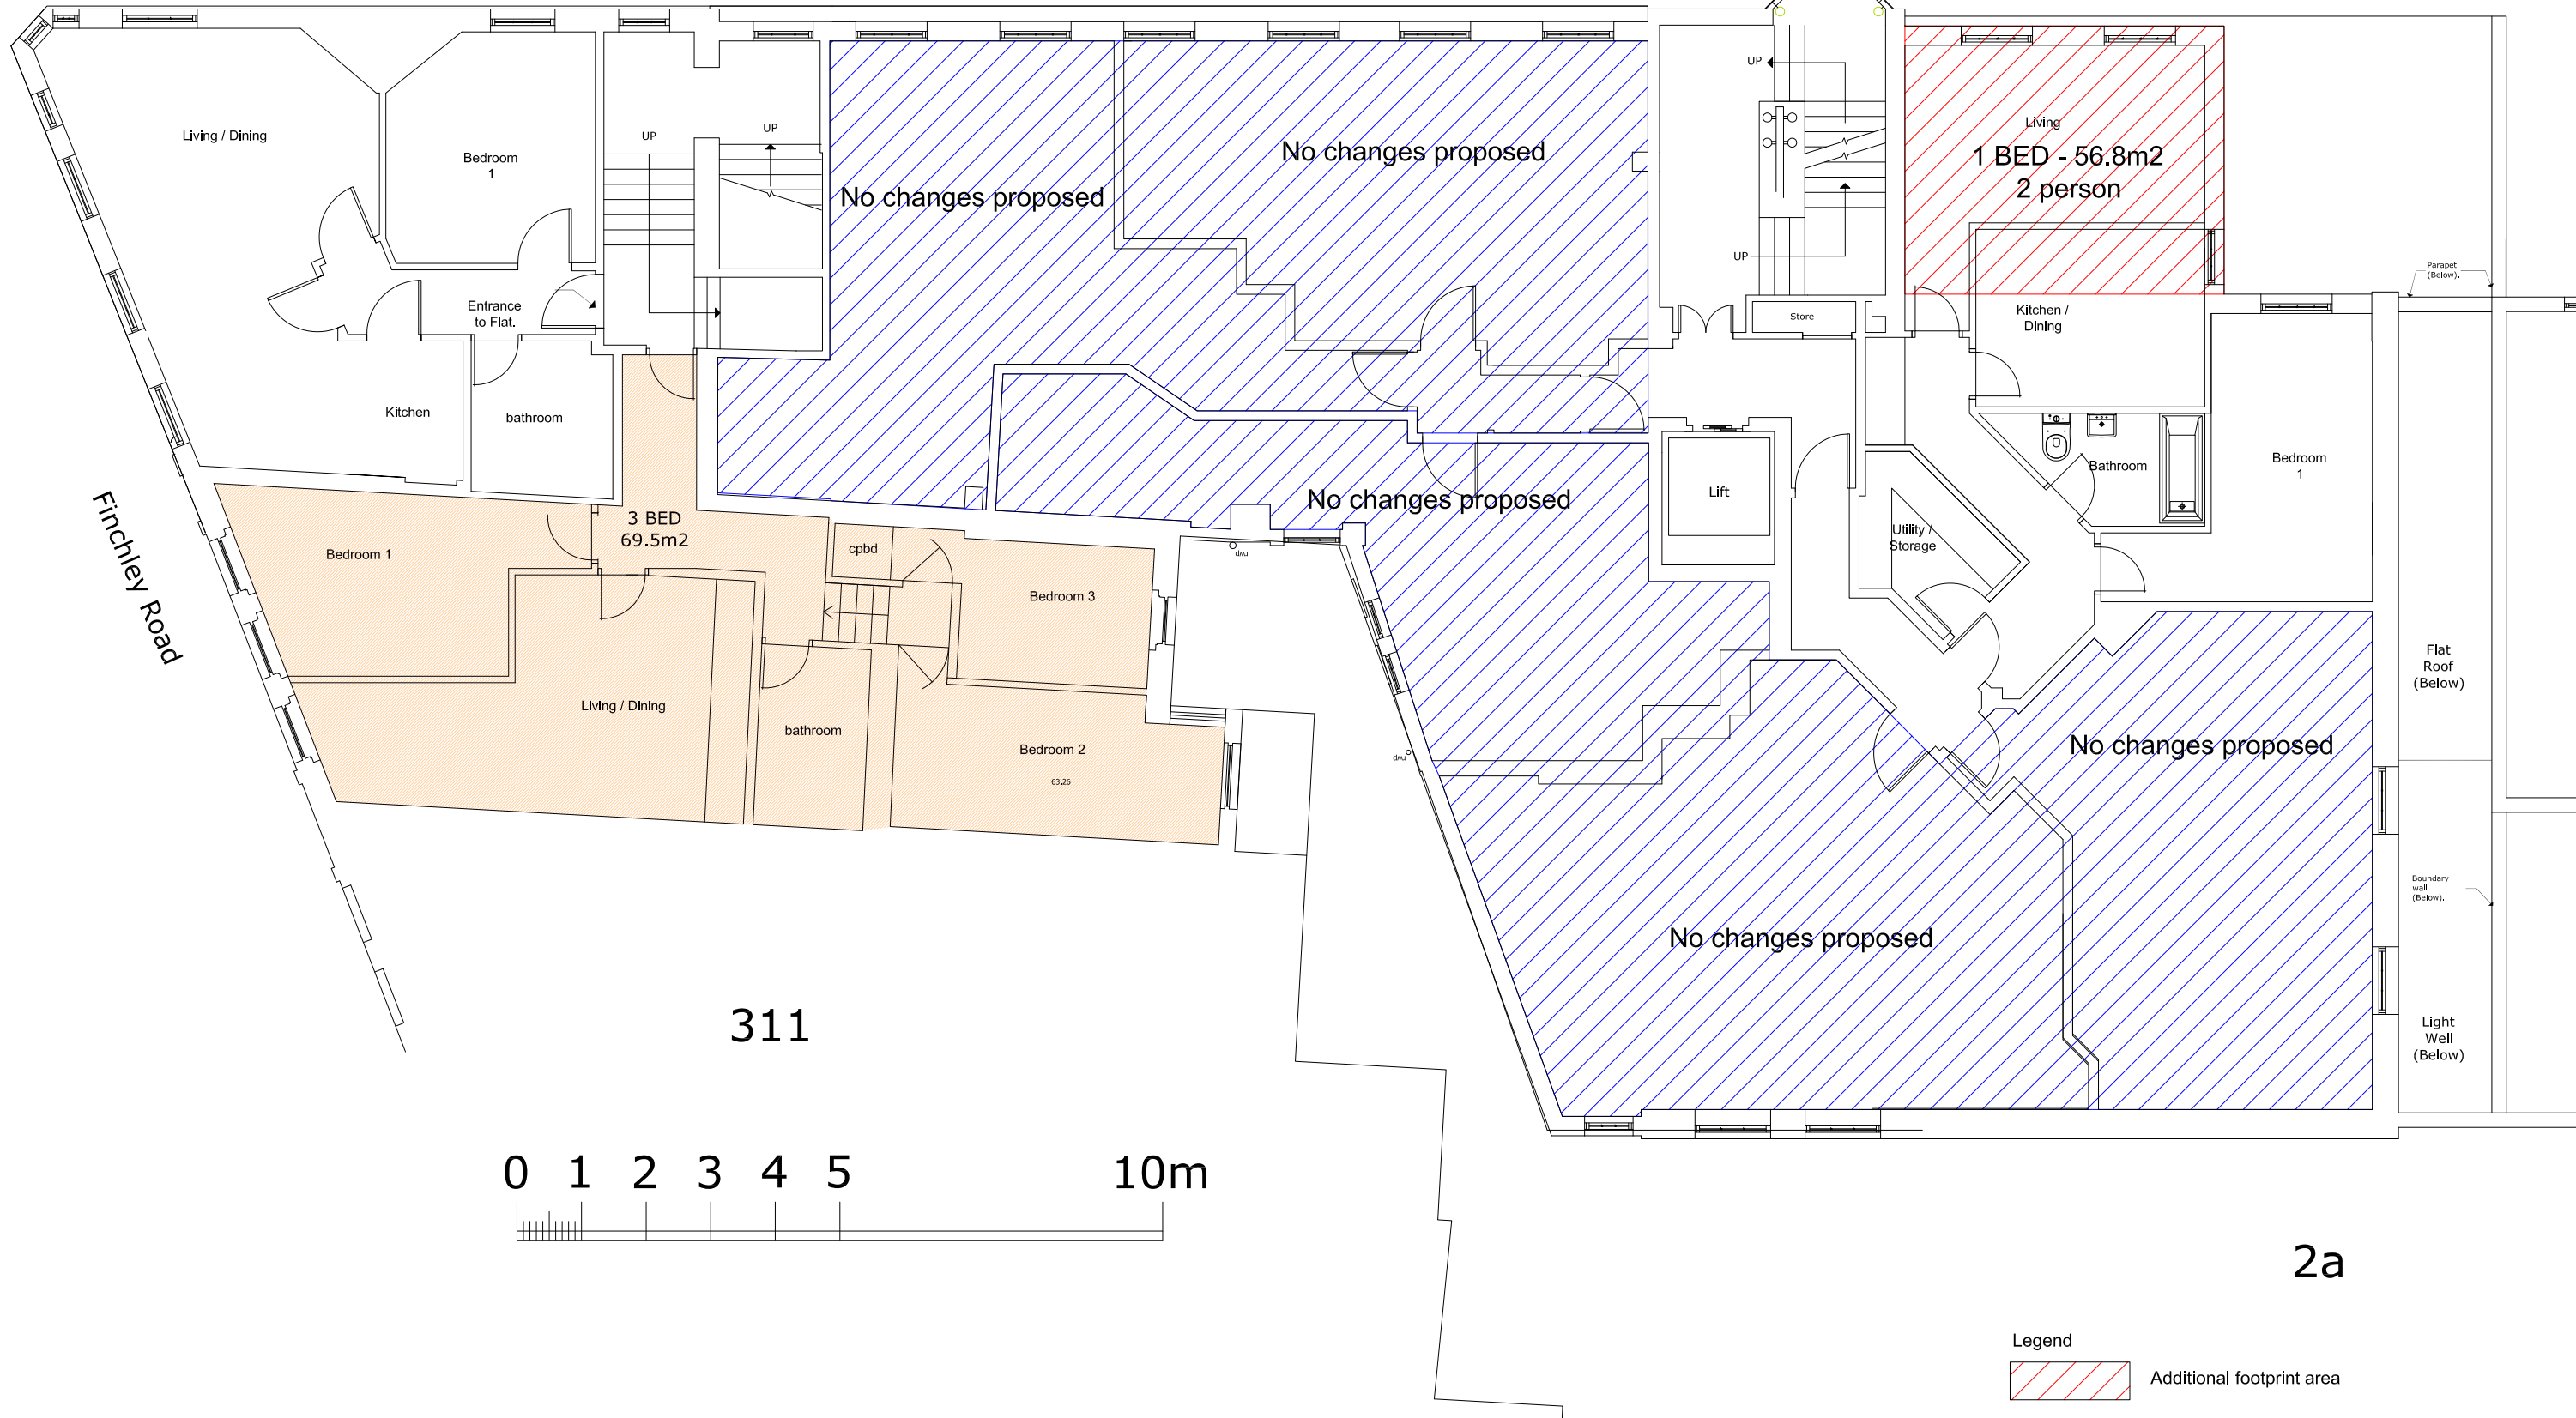 Living / Dining
Bedroom
1
UP
UP
No changes proposed
No changes proposed
UP
UP
Living
1 BED - 56.8m2
2 person
Parapet
(Below).
Entrance
to Flat.
Store
Kitchen /
Dining
Kitchen
bathroom
Bathroom
Bedroom
1
Lift
No changes proposed
Utility /
Storage
Finchley Road
3 BED
69.5m2
Bedroom 1
cpbd
rwp
Bedroom 3
Living / Dining
bathroom
Bedroom 2
63.26
rwp
Flat
Roof
(Below)
No changes proposed
Boundary
wall
(Below).
No changes proposed
Light
Well
(Below)
311
0 1 2 3 4 5 10m
2a
Legend
Additional footprint area